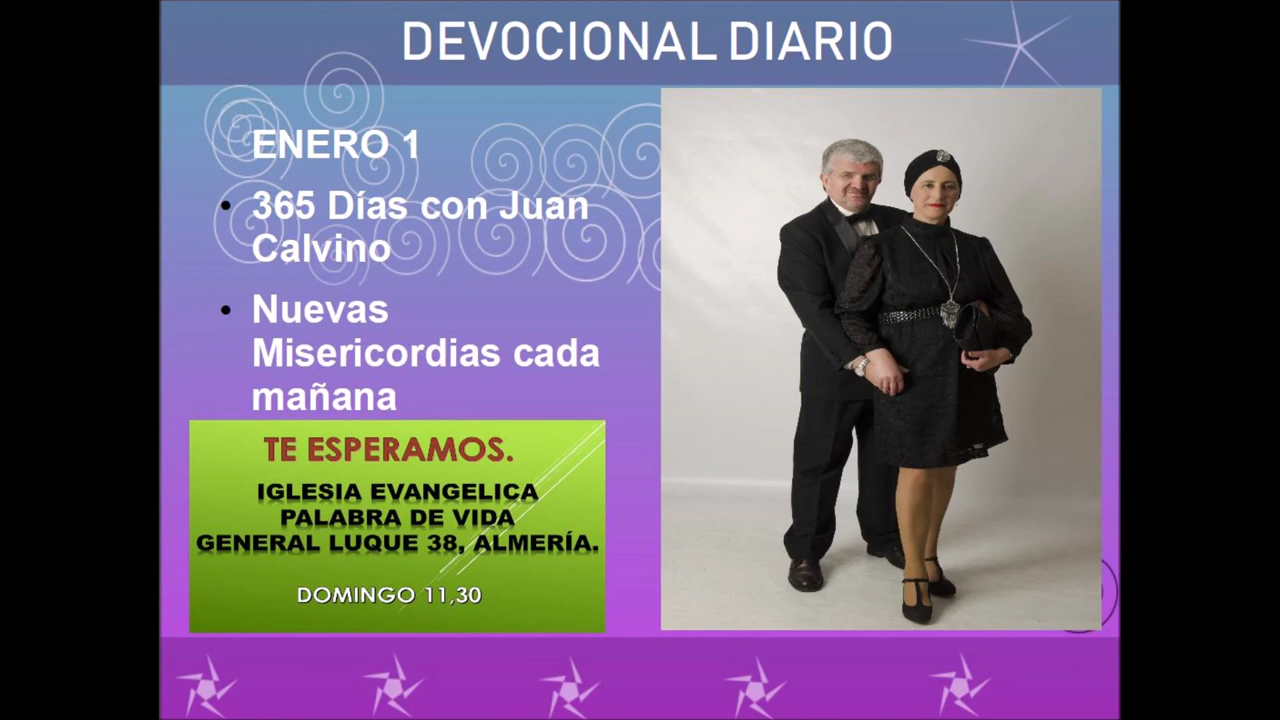 DEVOCIONAL DIARIO
ENERO 1
• 365 Días con Juan
Calvino
• Nuevas
Misericordias cada
mañana
TE ESPERAMOS.
IGLESIA EVANGELICA
PALABRA DE VIDA
GENERAL LUQUE 38, ALMERÍA.
DOMINGO 11,30